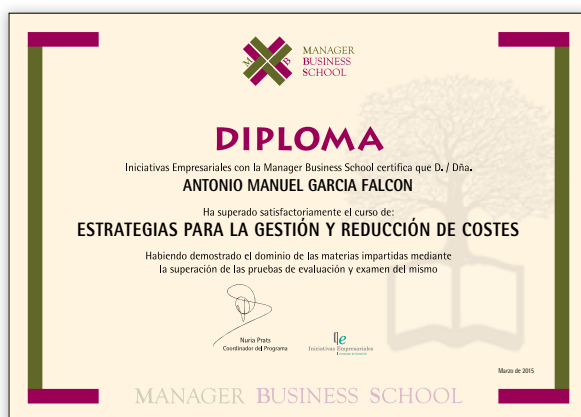 M B
MANAGER
BUSINESS
SCHOOL
DIPLOMA
Iniciativas Empresariales con la Manager Business School certifica que D. / Dña.
ANTONIO MANUEL GARCIA FALCON
Ha superado satisfactoriamente el curso de:
ESTRATEGIAS PARA LA GESTIÓN Y REDUCCIÓN DE COSTES
Habiendo demostrado el dominio de las materias impartidas mediante
la superación de las pruebas de evaluación y examen del mismo
Nuria Prats
Coordinador del Programa
Iniciativas Empresariales
Marzo de 2015
MANAGER BUSINESS SCHOOL